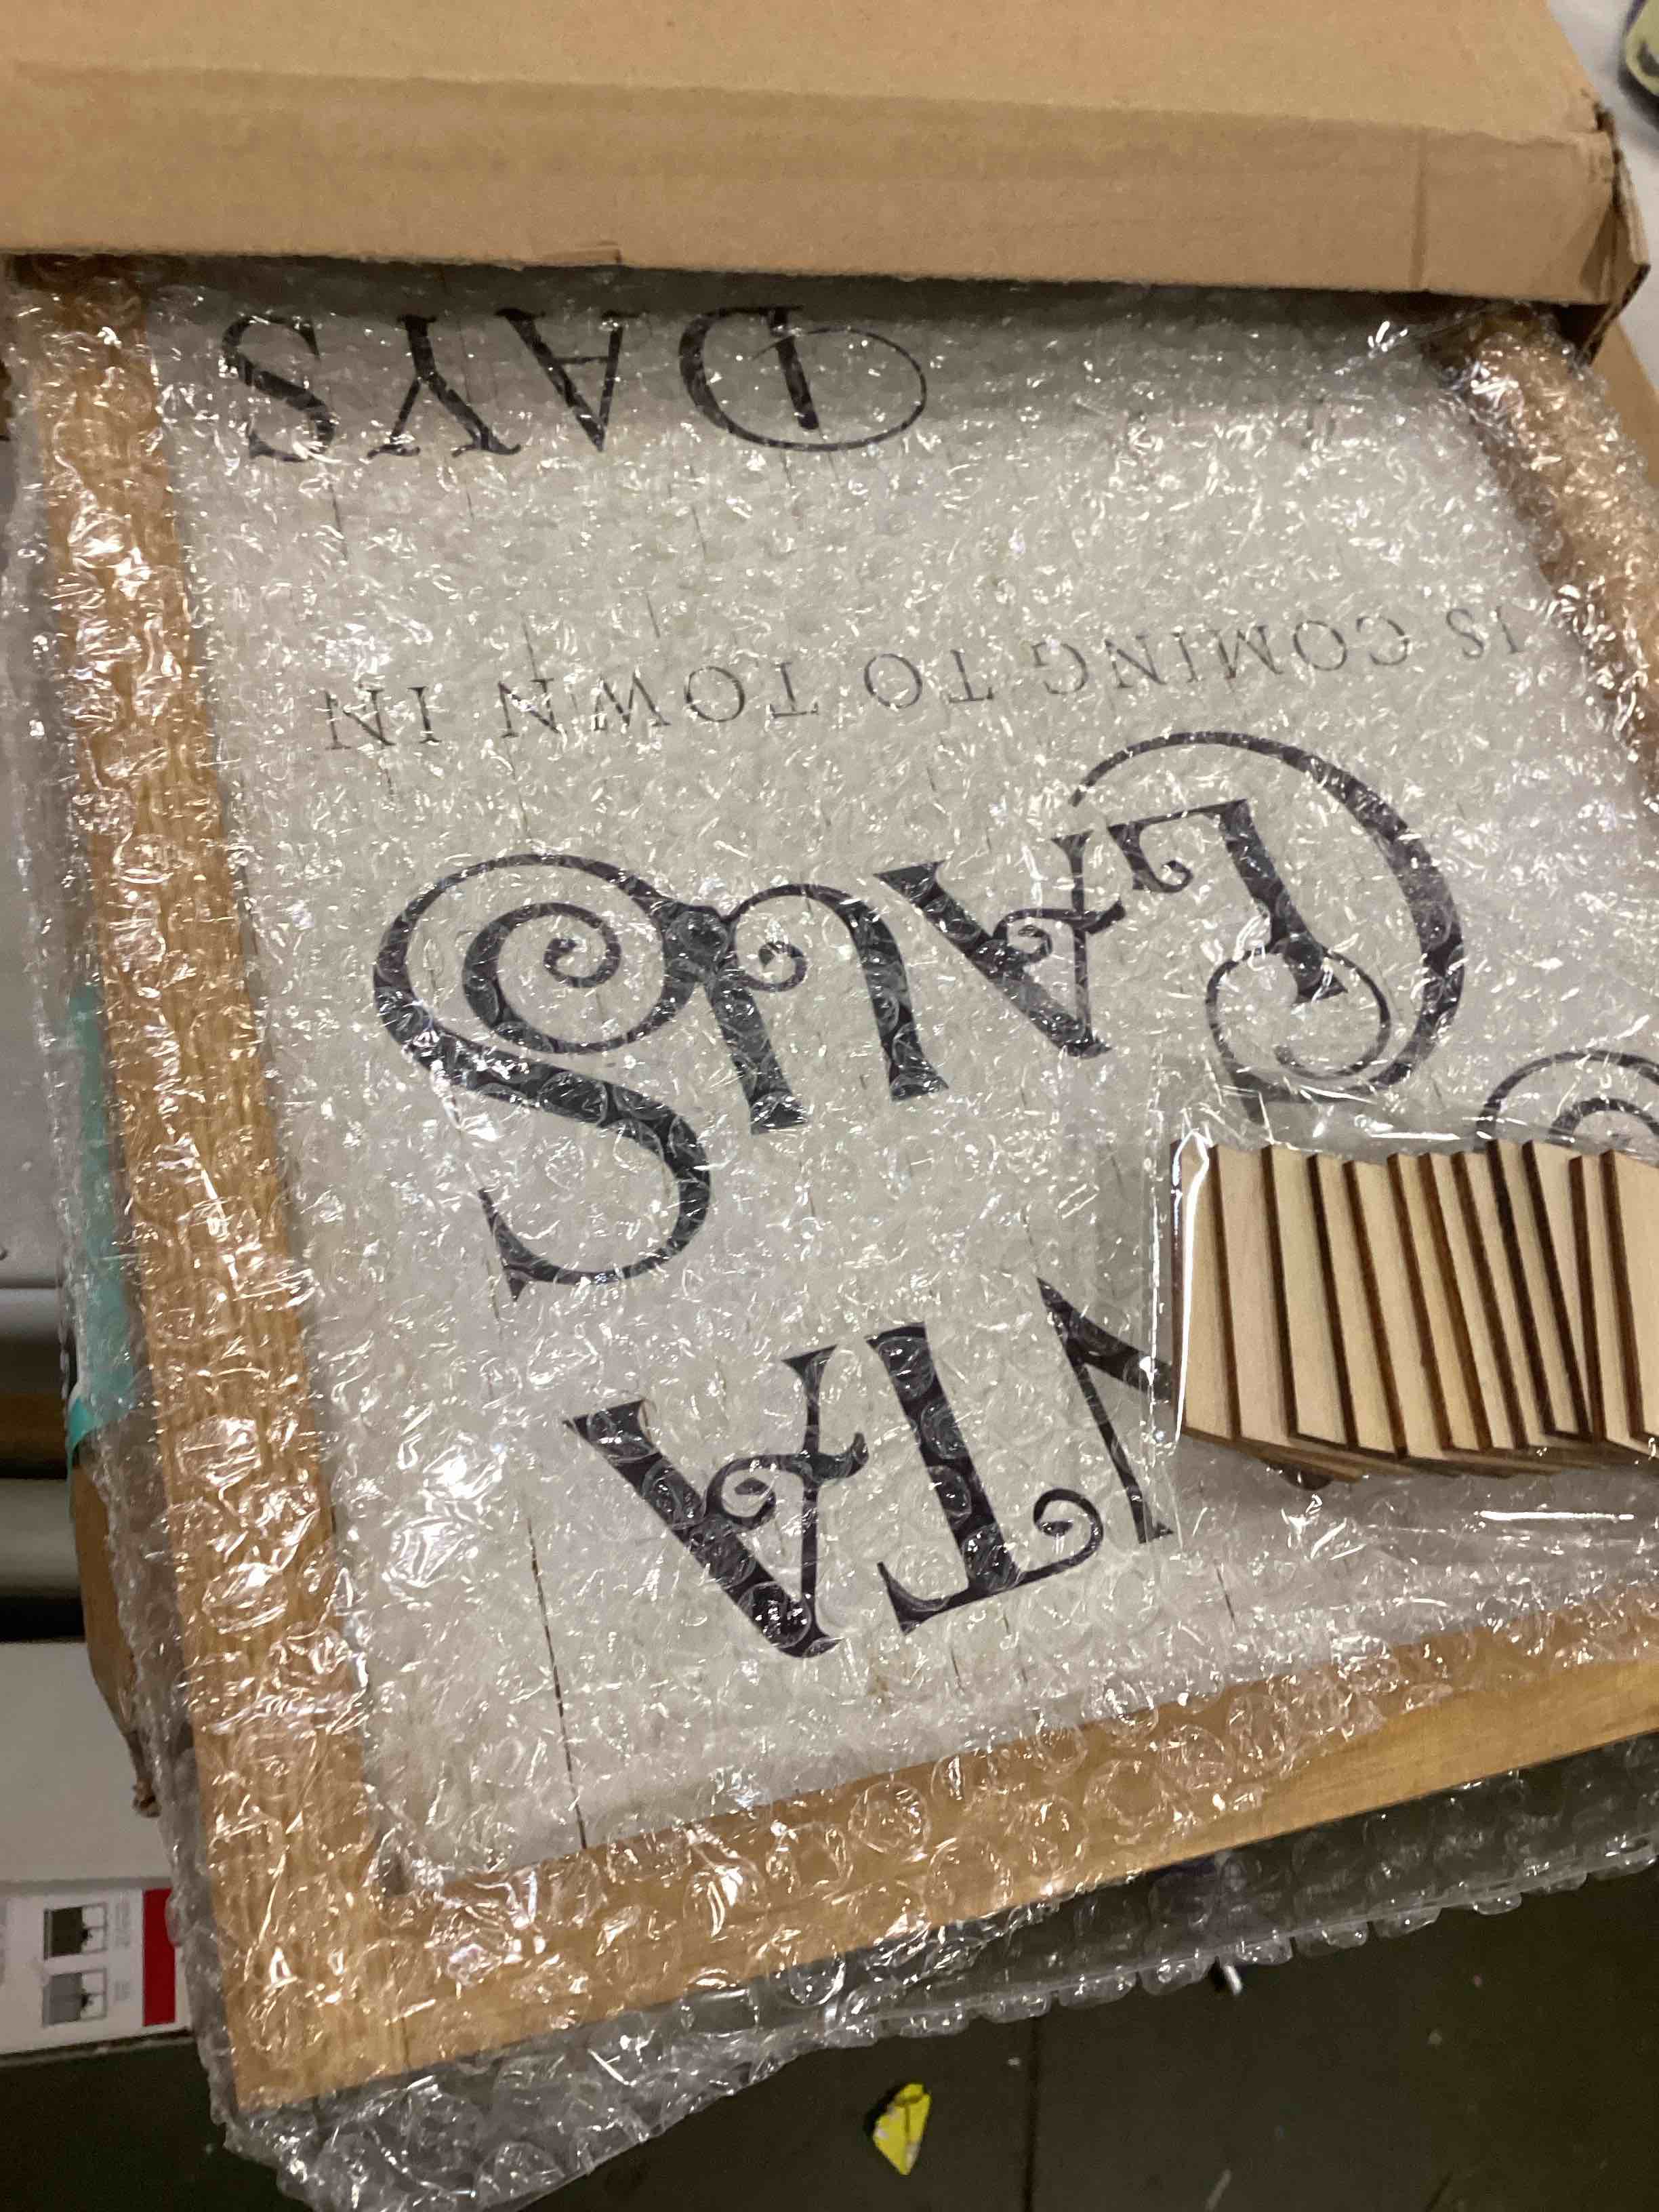 NTA
CLAUS
IS COMING TO TOWN IN
DAYS